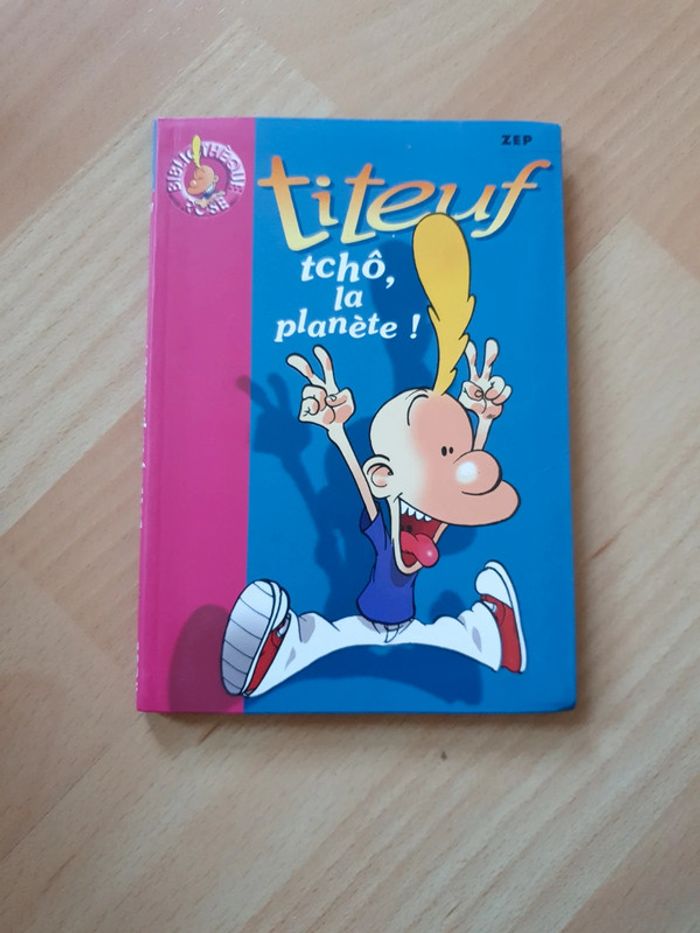 ZEP
BIBLIOTHÈQUE
ROSE
titeuf
tchô,
la
planète !